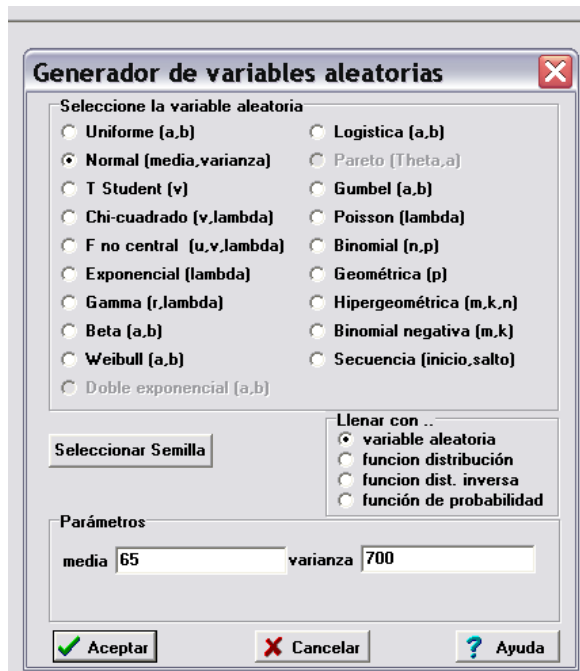 Generador de variables aleatorias
Seleccione la variable aleatoria
Uniforme (a,b)
Normal (media,varianza)
T Student (v)
Chi-cuadrado (v,lambda)
F no central (u,v,lambda)
Exponencial (lambda)
Gamma (r,lambda)
Beta (a,b)
Weibull (a,b)
Doble exponencial (a,b)
Logistica (a,b)
Pareto (Theta,a)
Gumbel (a,b)
Poisson (lambda)
Binomial (n,p)
Geométrica (p)
Hipergeométrica (m,k,n)
Binomial negativa (m,k)
Secuencia (inicio,salto)
Seleccionar Semilla
Llenar con ..
variable aleatoria
funcion distribución
funcion dist. inversa
función de probabilidad
Parámetros
media 65 varianza 700
Aceptar Cancelar Ayuda